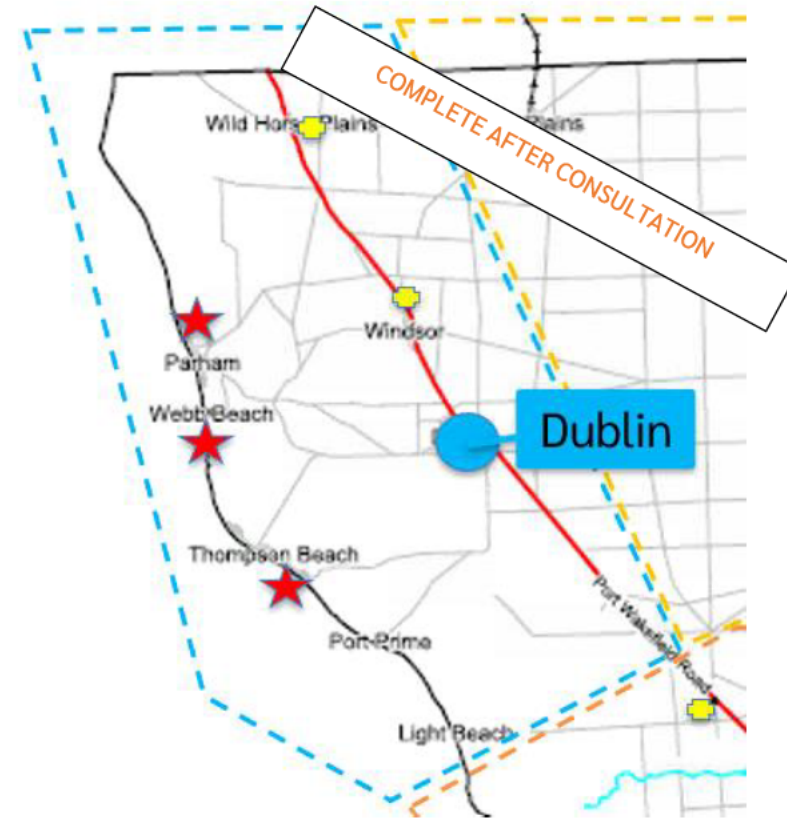 COMPLETE AFTER CONSULTATION
Wild Horse Plains
Plains
Windsor
Parham
Webb Beach
Dublin
Thompson Beach
Port Prime
Port Wakefield Road
Light Beach